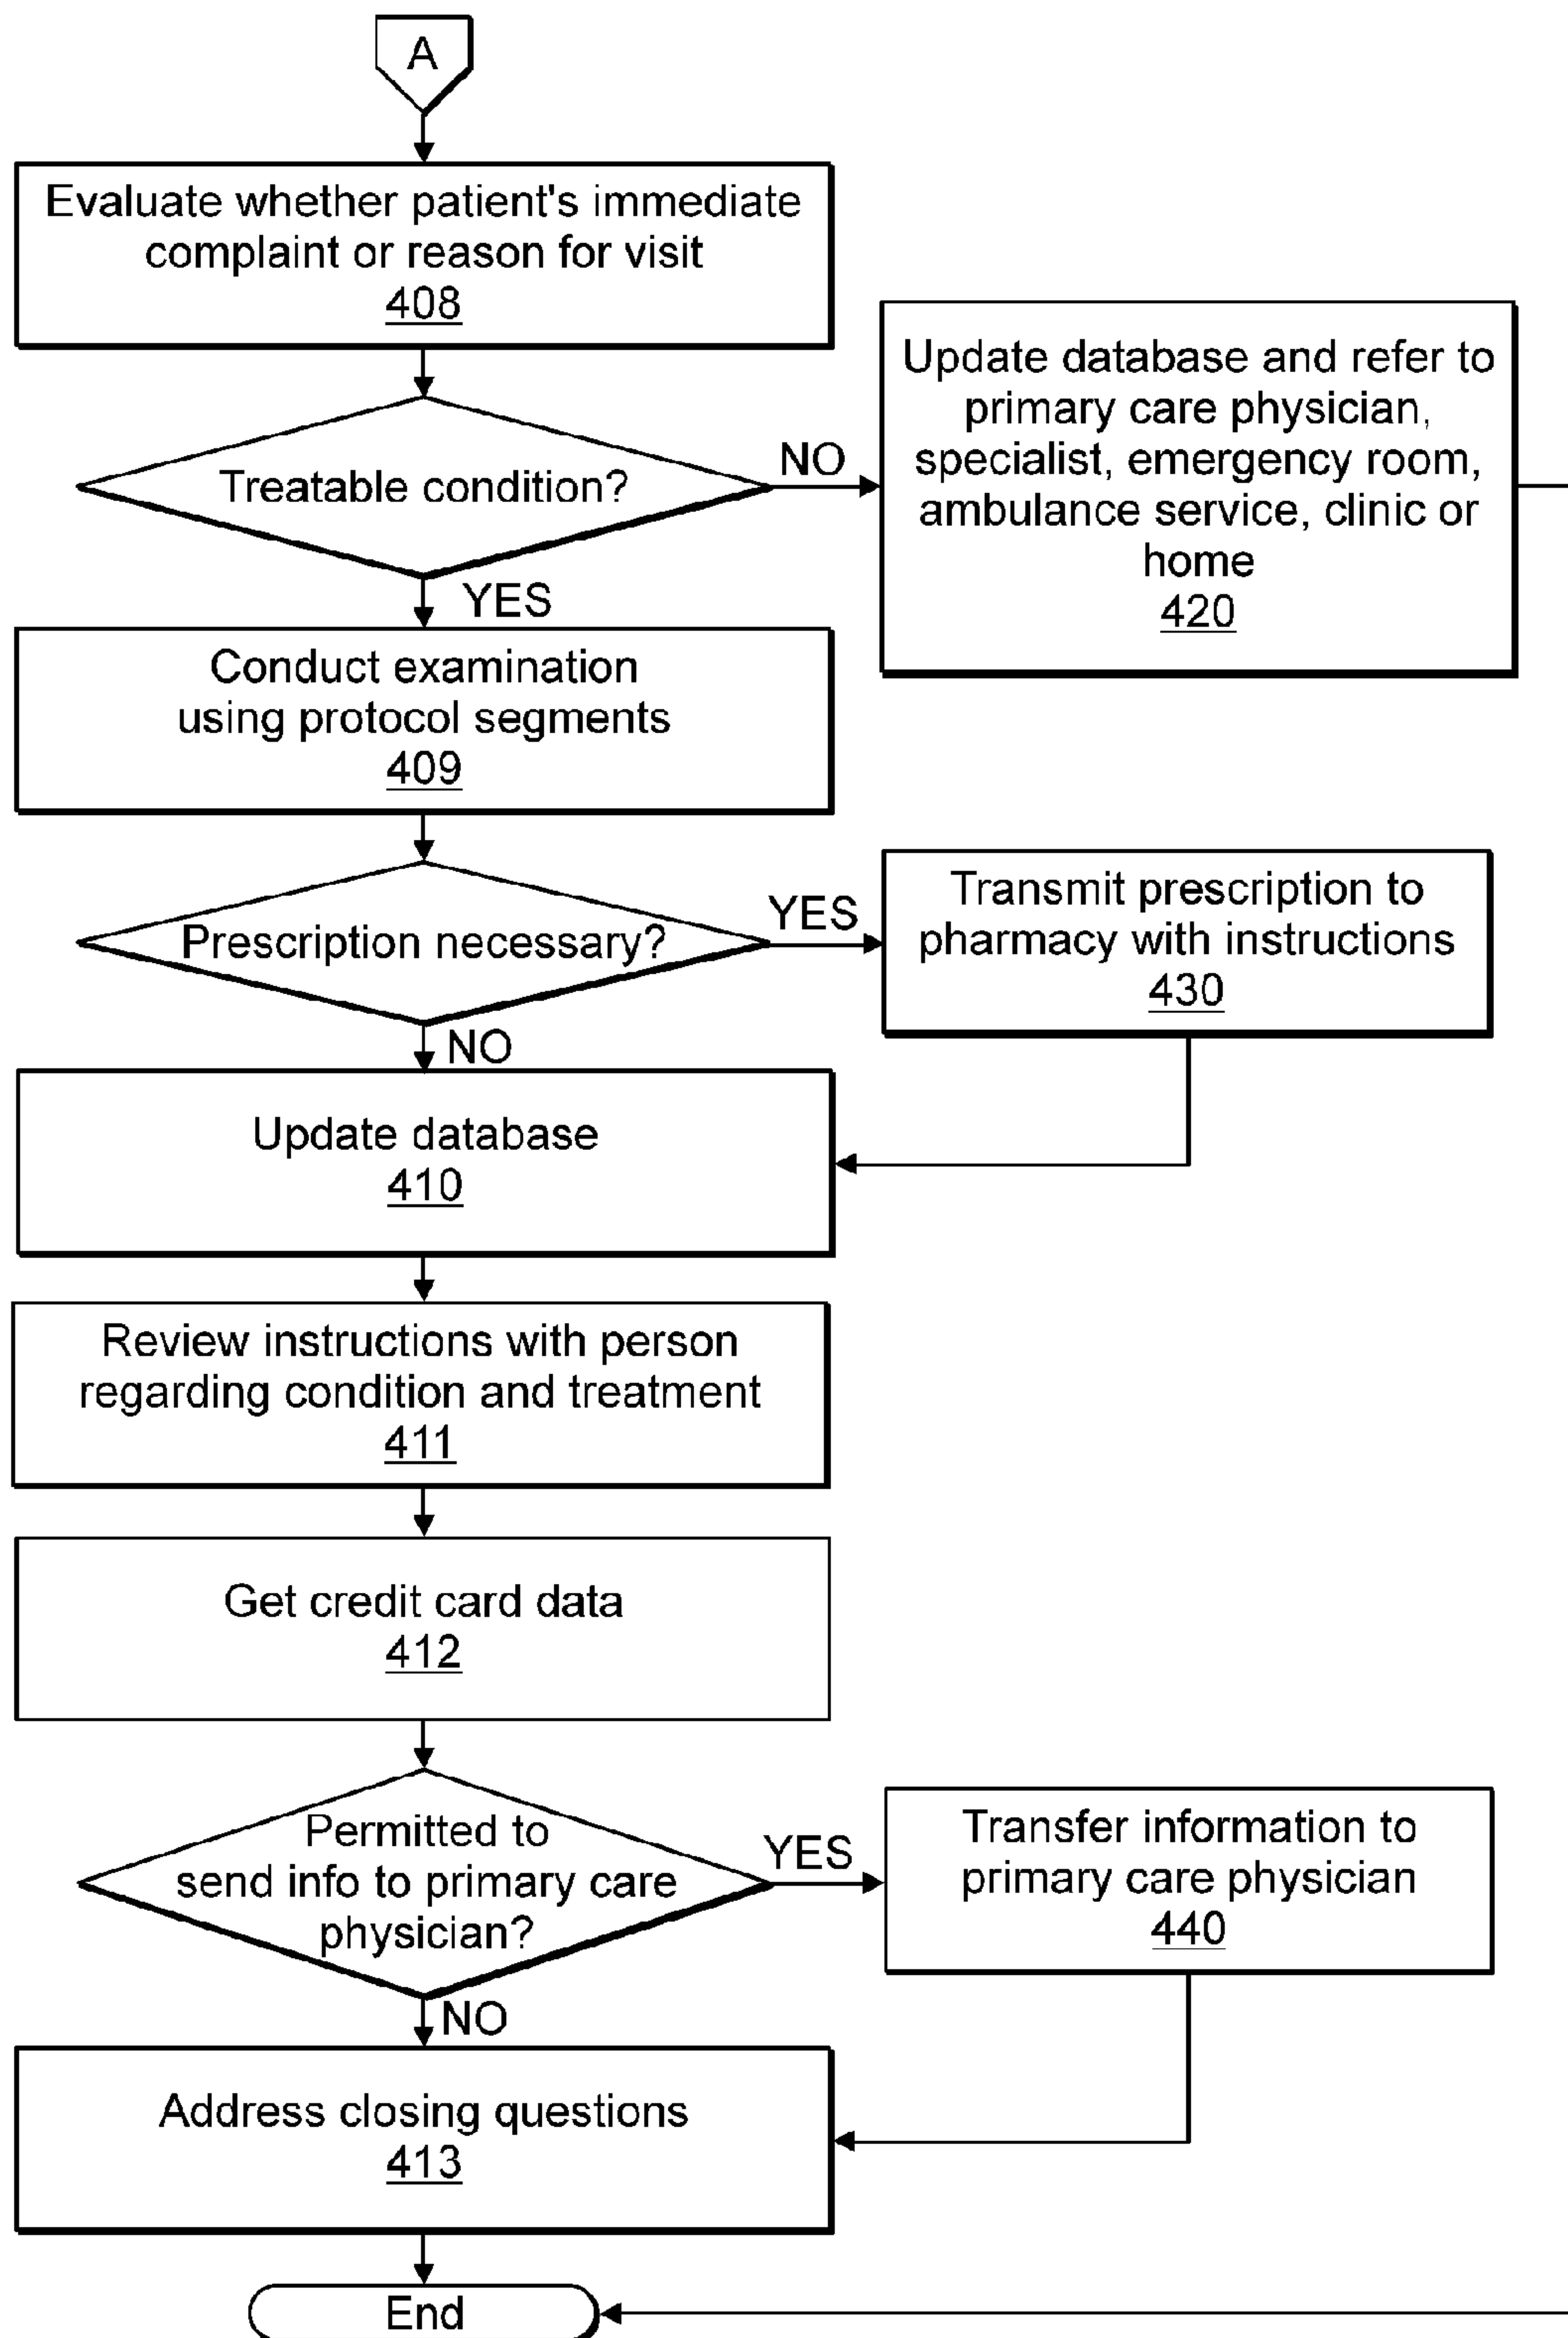 A
Evaluate whether patient's immediate
complaint or reason for visit
408
Treatable condition?
NO
Update database and refer to
primary care physician,
specialist, emergency room,
ambulance service, clinic or
home
420
YES
Conduct examination
using protocol segments
409
Prescription necessary?
YES
Transmit prescription to
pharmacy with instructions
430
NO
Update database
410
Review instructions with person
regarding condition and treatment
411
Get credit card data
412
Permitted to
send info to primary care
physician?
YES
Transfer information to
primary care physician
440
NO
Address closing questions
413
End